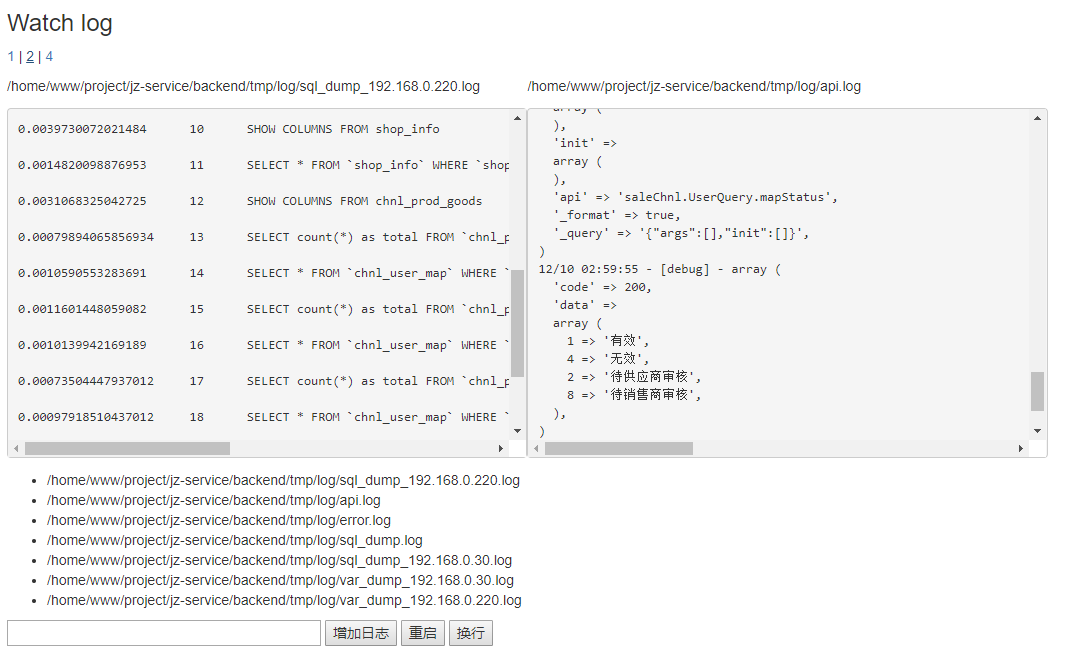 Watch log
1 | 2 | 4
/home/www/project/jz-service/backend/tmp/log/sql_dump_192.168.0.220.log
0.0039730072021484 10 SHOW COLUMNS FROM shop_info
0.0014820098876953 11 SELECT * FROM `shop_info` WHERE `shop
0.0031068325042725 12 SHOW COLUMNS FROM chnl_prod_goods
0.00079894065856934 13 SELECT count(*) as total FROM `chnl_p
0.0010590553283691 14 SELECT * FROM `chnl_user_map` WHERE `
0.0011601448059082 15 SELECT count(*) as total FROM `chnl_p
0.0010139942169189 16 SELECT * FROM `chnl_user_map` WHERE `
0.00073504447937012 17 SELECT count(*) as total FROM `chnl_p
0.00097918510437012 18 SELECT * FROM `chnl_user_map` WHERE `
/home/www/project/jz-service/backend/tmp/log/api.log
array (
),
'init' =>
array (
),
'api' => 'saleChnl.UserQuery.mapStatus',
'_format' => true,
'_query' => '{"args":[],"init":[]}',
)
12/10 02:59:55 - [debug] - array (
'code' => 200,
'data' =>
array (
1 => '有效',
4 => '无效',
2 => '待供应商审核',
8 => '待销售商审核',
),
)
• /home/www/project/jz-service/backend/tmp/log/sql_dump_192.168.0.220.log
• /home/www/project/jz-service/backend/tmp/log/api.log
• /home/www/project/jz-service/backend/tmp/log/error.log
• /home/www/project/jz-service/backend/tmp/log/sql_dump.log
• /home/www/project/jz-service/backend/tmp/log/sql_dump_192.168.0.30.log
• /home/www/project/jz-service/backend/tmp/log/var_dump_192.168.0.30.log
• /home/www/project/jz-service/backend/tmp/log/var_dump_192.168.0.220.log
增加日志 重启 换行